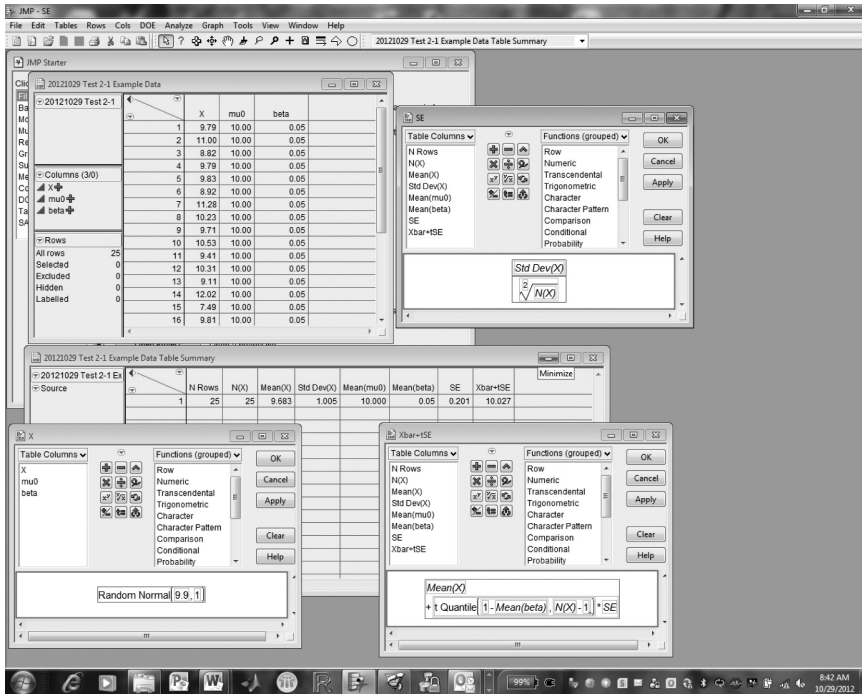 JMP - SE
File Edit Tables Rows Cols DOE Analyze Graph Tools View Window Help
20121029 Test 2-1 Example Data Table Summary
JMP Starter
20121029 Test 2-1 Example Data
20121029 Test 2-1
Columns (3/0)
X
mu0
beta
Rows
All rows 25
Selected 0
Excluded 0
Hidden 0
Labelled 0
X mu0 beta
1 9.79 10.00 0.05
2 11.00 10.00 0.05
3 8.82 10.00 0.05
4 9.79 10.00 0.05
5 9.83 10.00 0.05
6 8.92 10.00 0.05
7 11.28 10.00 0.05
8 10.23 10.00 0.05
9 9.71 10.00 0.05
10 10.53 10.00 0.05
11 9.41 10.00 0.05
12 10.31 10.00 0.05
13 9.11 10.00 0.05
14 12.02 10.00 0.05
15 7.49 10.00 0.05
16 9.81 10.00 0.05
SE
Table Columns
N Rows
N(X)
Mean(X)
Std Dev(X)
Mean(mu0)
Mean(beta)
SE
Xbar+tSE
Functions (grouped)
Row
Numeric
Transcendental
Trigonometric
Character
Character Pattern
Comparison
Conditional
Probability
OK
Cancel
Apply
Clear
Help
Std Dev(X)
2√N(X)
20121029 Test 2-1 Example Data Table Summary
Minimize
20121029 Test 2-1 Ex
Source
N Rows N(X) Mean(X) Std Dev(X) Mean(mu0) Mean(beta) SE Xbar+tSE
1 25 25 9.683 1.005 10.000 0.05 0.201 10.027
X
Table Columns
X
mu0
beta
Functions (grouped)
Row
Numeric
Transcendental
Trigonometric
Character
Character Pattern
Comparison
Conditional
Probability
OK
Cancel
Apply
Clear
Help
Random Normal(9.9, 1)
Xbar+tSE
Table Columns
N Rows
N(X)
Mean(X)
Std Dev(X)
Mean(mu0)
Mean(beta)
SE
Xbar+tSE
Functions (grouped)
Row
Numeric
Transcendental
Trigonometric
Character
Character Pattern
Comparison
Conditional
Probability
OK
Cancel
Apply
Clear
Help
Mean(X)
+ t Quantile(1 - Mean(beta), N(X) - 1,) * SE
99%
8:42 AM
10/29/2012